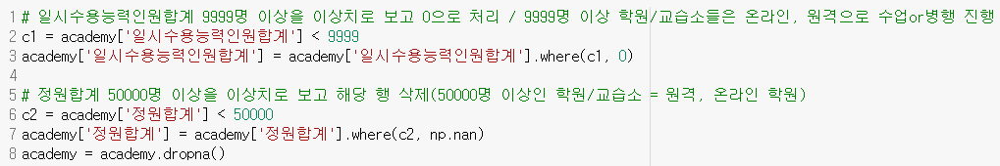 1 # 일시수용능력인원합계 9999명 이상을 이상치로 보고 0으로 처리 / 9999명 이상 학원/교습소들은 온라인, 원격으로 수업or병행 진행
2 c1 = academy['일시수용능력인원합계'] < 9999
3 academy['일시수용능력인원합계'] = academy['일시수용능력인원합계'].where(c1, 0)
4
5 # 정원합계 50000명 이상을 이상치로 보고 해당 행 삭제(50000명 이상인 학원/교습소 = 원격, 온라인 학원)
6 c2 = academy['정원합계'] < 50000
7 academy['정원합계'] = academy['정원합계'].where(c2, np.nan)
8 academy = academy.dropna()